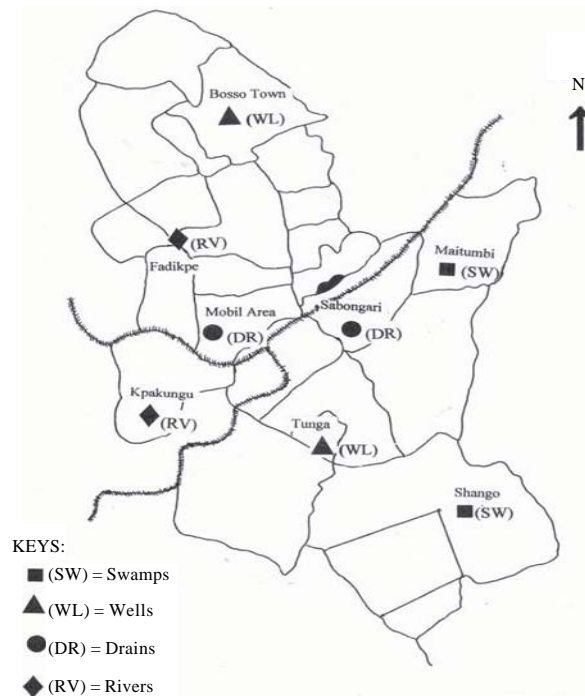 Bosso Town
(WL)
N
Maitumbi
(SW)
(RV)
Fadikpe
Mobil Area
(DR)
Sabongari
(DR)
Kpakungu
(RV)
Tunga
(WL)
Shango
(SW)
KEYS:
(SW) = Swamps
(WL) = Wells
(DR) = Drains
(RV) = Rivers